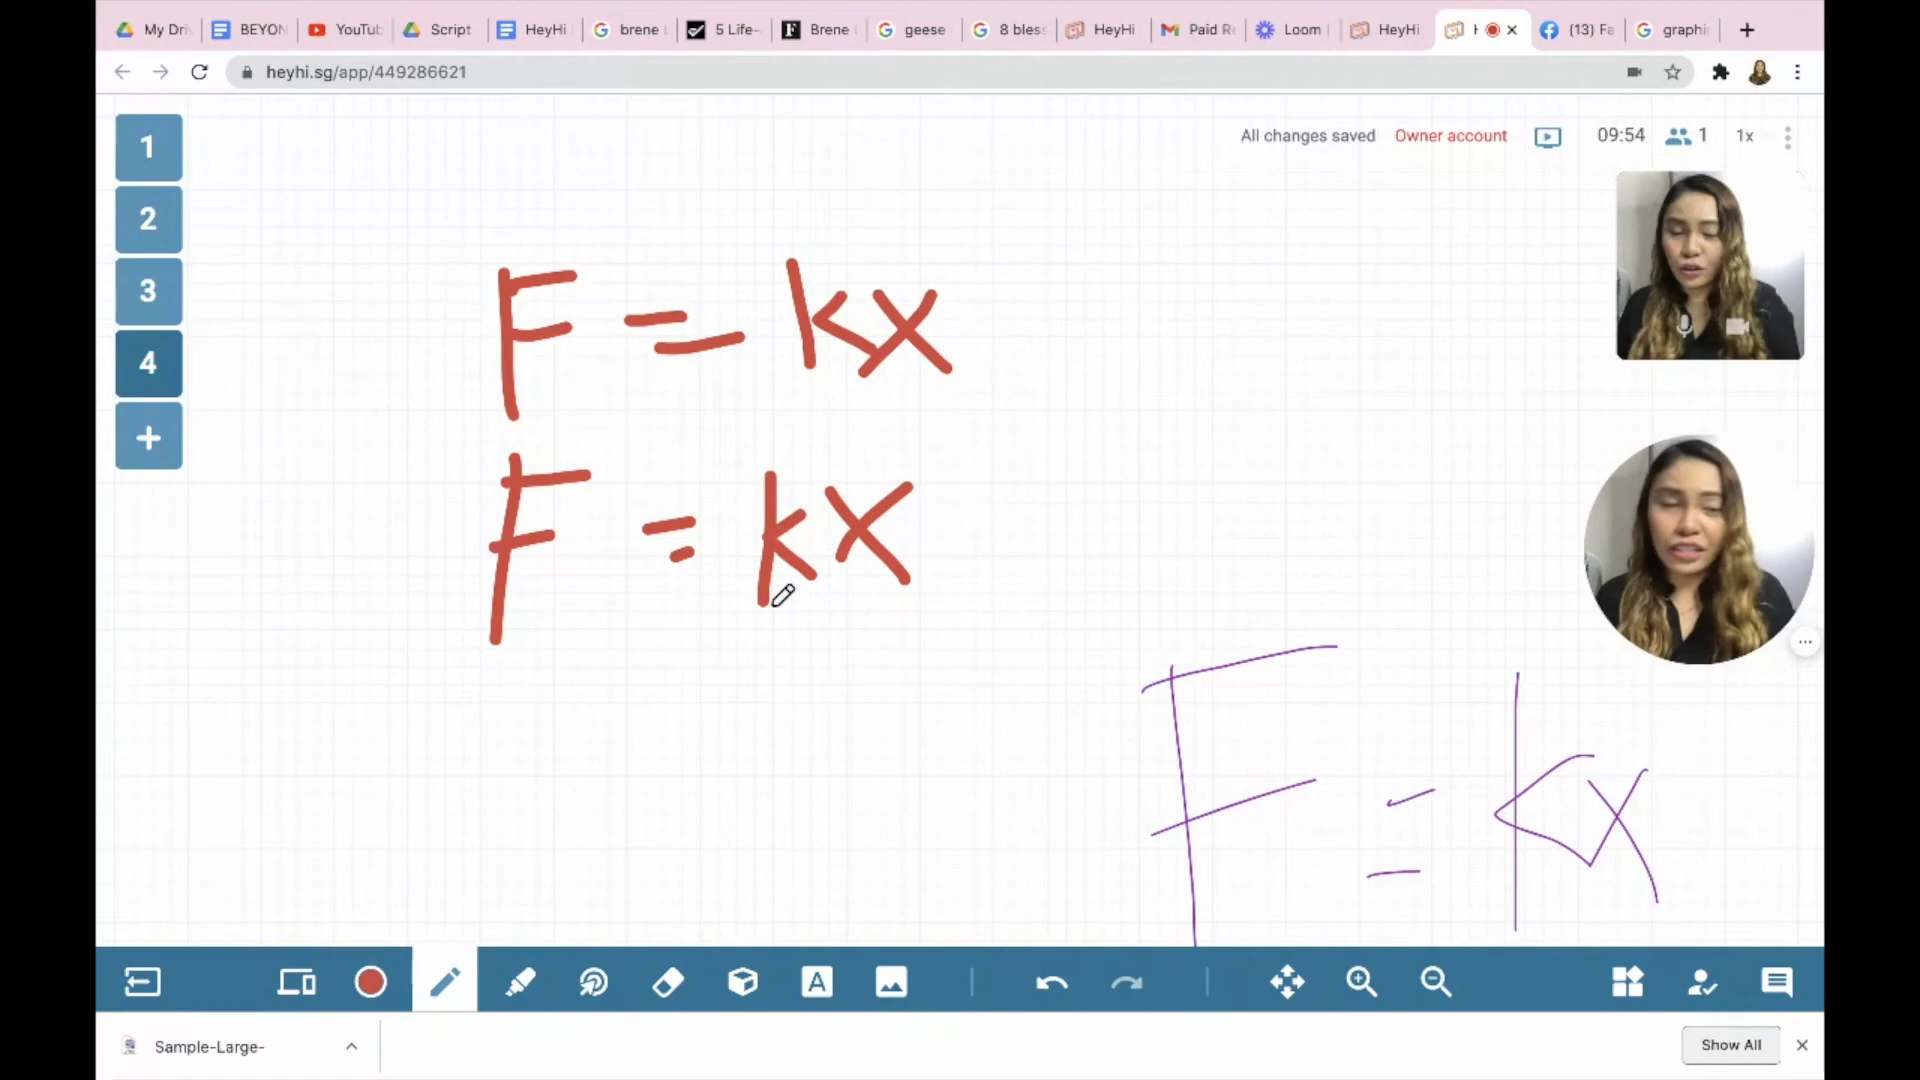 My Dri
BEYON
YouTub
Script
HeyHi
brene
5 Life-
Brene
geese
8 bless
HeyHi
Paid Re
Loom
HeyHi
(13) Fa
graphi
heyhi.sg/app/449286621
1
2
3
4
All changes saved
Owner account
09:54
1
1x
F = kx
F = kx
F = kx
A
Sample-Large-
Show All